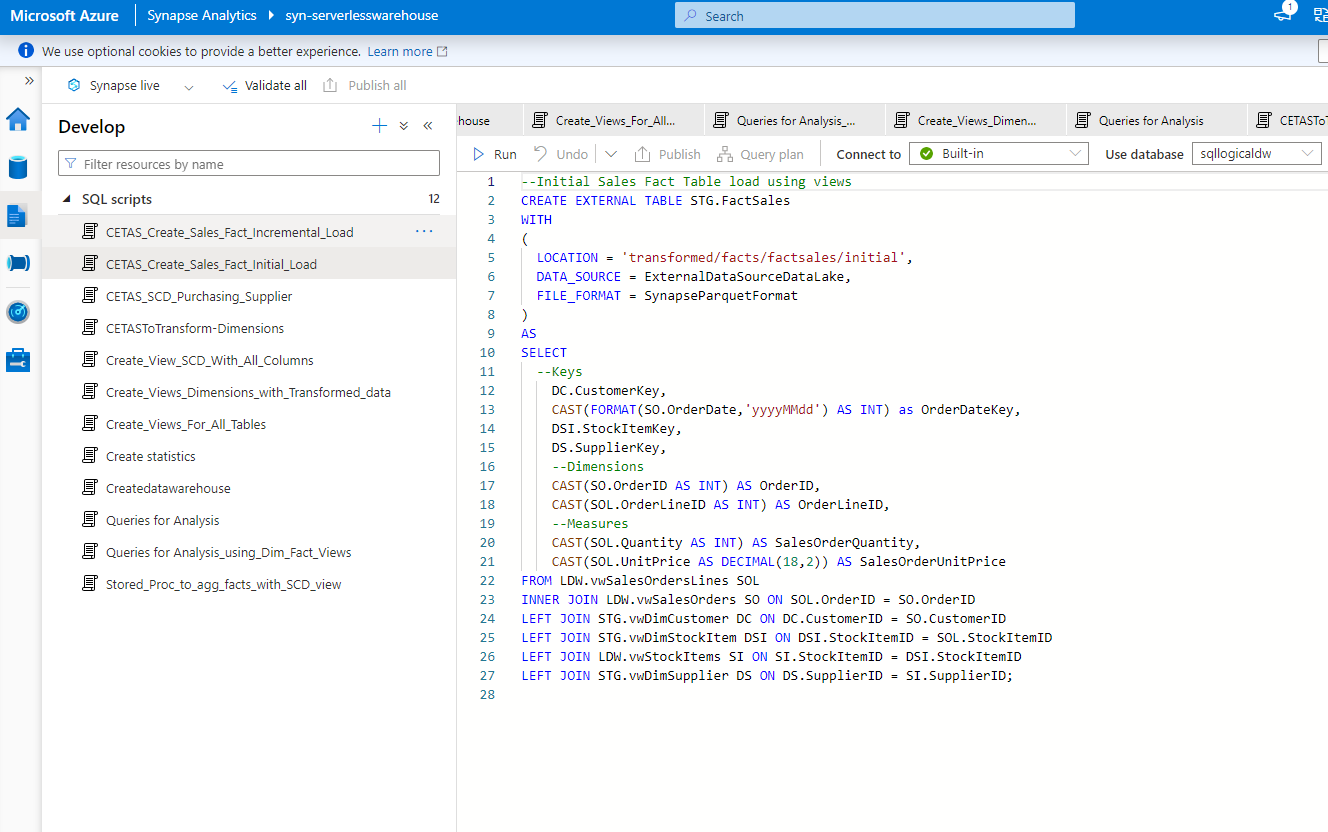 Microsoft Azure Synapse Analytics syn-serverlesswarehouse Search 1
We use optional cookies to provide a better experience. Learn more
Synapse live Validate all Publish all
Develop
Filter resources by name
SQL scripts 12
CETAS_Create_Sales_Fact_Incremental_Load ...
CETAS_Create_Sales_Fact_Initial_Load
CETAS_SCD_Purchasing_Supplier
CETASToTransform-Dimensions
Create_View_SCD_With_All_Columns
Create_Views_Dimensions_with_Transformed_data
Create_Views_For_All_Tables
Create statistics
Createdatawarehouse
Queries for Analysis
Queries for Analysis_using_Dim_Fact_Views
Stored_Proc_to_agg_facts_with_SCD_view
house Create_Views_For_All... Queries for Analysis_... Create_Views_Dimen... Queries for Analysis CETASToT
Run Undo Publish Query plan Connect to Built-in Use database sqllogicaldw
1 --Initial Sales Fact Table load using views
2 CREATE EXTERNAL TABLE STG.FactSales
3 WITH
4 (
5 LOCATION = 'transformed/facts/factsales/initial',
6 DATA_SOURCE = ExternalDataSourceDataLake,
7 FILE_FORMAT = SynapseParquetFormat
8 )
9 AS
10 SELECT
11 --Keys
12 DC.CustomerKey,
13 CAST(FORMAT(SO.OrderDate,'yyyyMMdd') AS INT) as OrderDateKey,
14 DSI.StockItemKey,
15 DS.SupplierKey,
16 --Dimensions
17 CAST(SO.OrderID AS INT) AS OrderID,
18 CAST(SOL.OrderLineID AS INT) AS OrderLineID,
19 --Measures
20 CAST(SOL.Quantity AS INT) AS SalesOrderQuantity,
21 CAST(SOL.UnitPrice AS DECIMAL(18,2)) AS SalesOrderUnitPrice
22 FROM LDW.vwSalesOrdersLines SOL
23 INNER JOIN LDW.vwSalesOrders SO ON SOL.OrderID = SO.OrderID
24 LEFT JOIN STG.vwDimCustomer DC ON DC.CustomerID = SO.CustomerID
25 LEFT JOIN STG.vwDimStockItem DSI ON DSI.StockItemID = SOL.StockItemID
26 LEFT JOIN LDW.vwStockItems SI ON SI.StockItemID = DSI.StockItemID
27 LEFT JOIN STG.vwDimSupplier DS ON DS.SupplierID = SI.SupplierID;
28